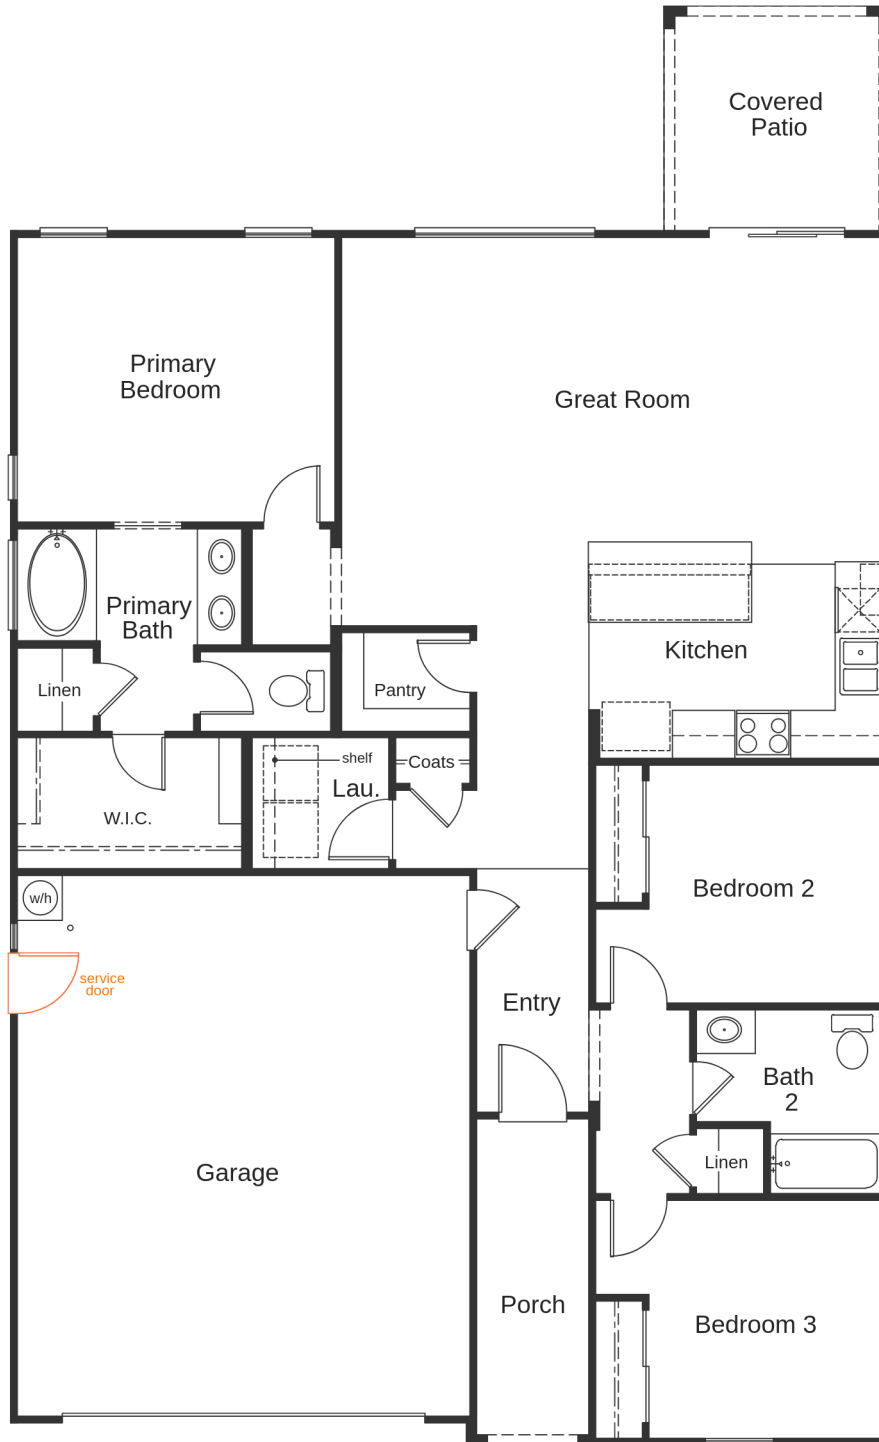 Covered
Patio
Primary
Bedroom
Great Room
Primary
Bath
Kitchen
Linen
Pantry
shelf
Coats
Lau.
W.I.C.
Bedroom 2
w/h
service
door
Entry
Bath
2
Linen
Garage
Porch
Bedroom 3